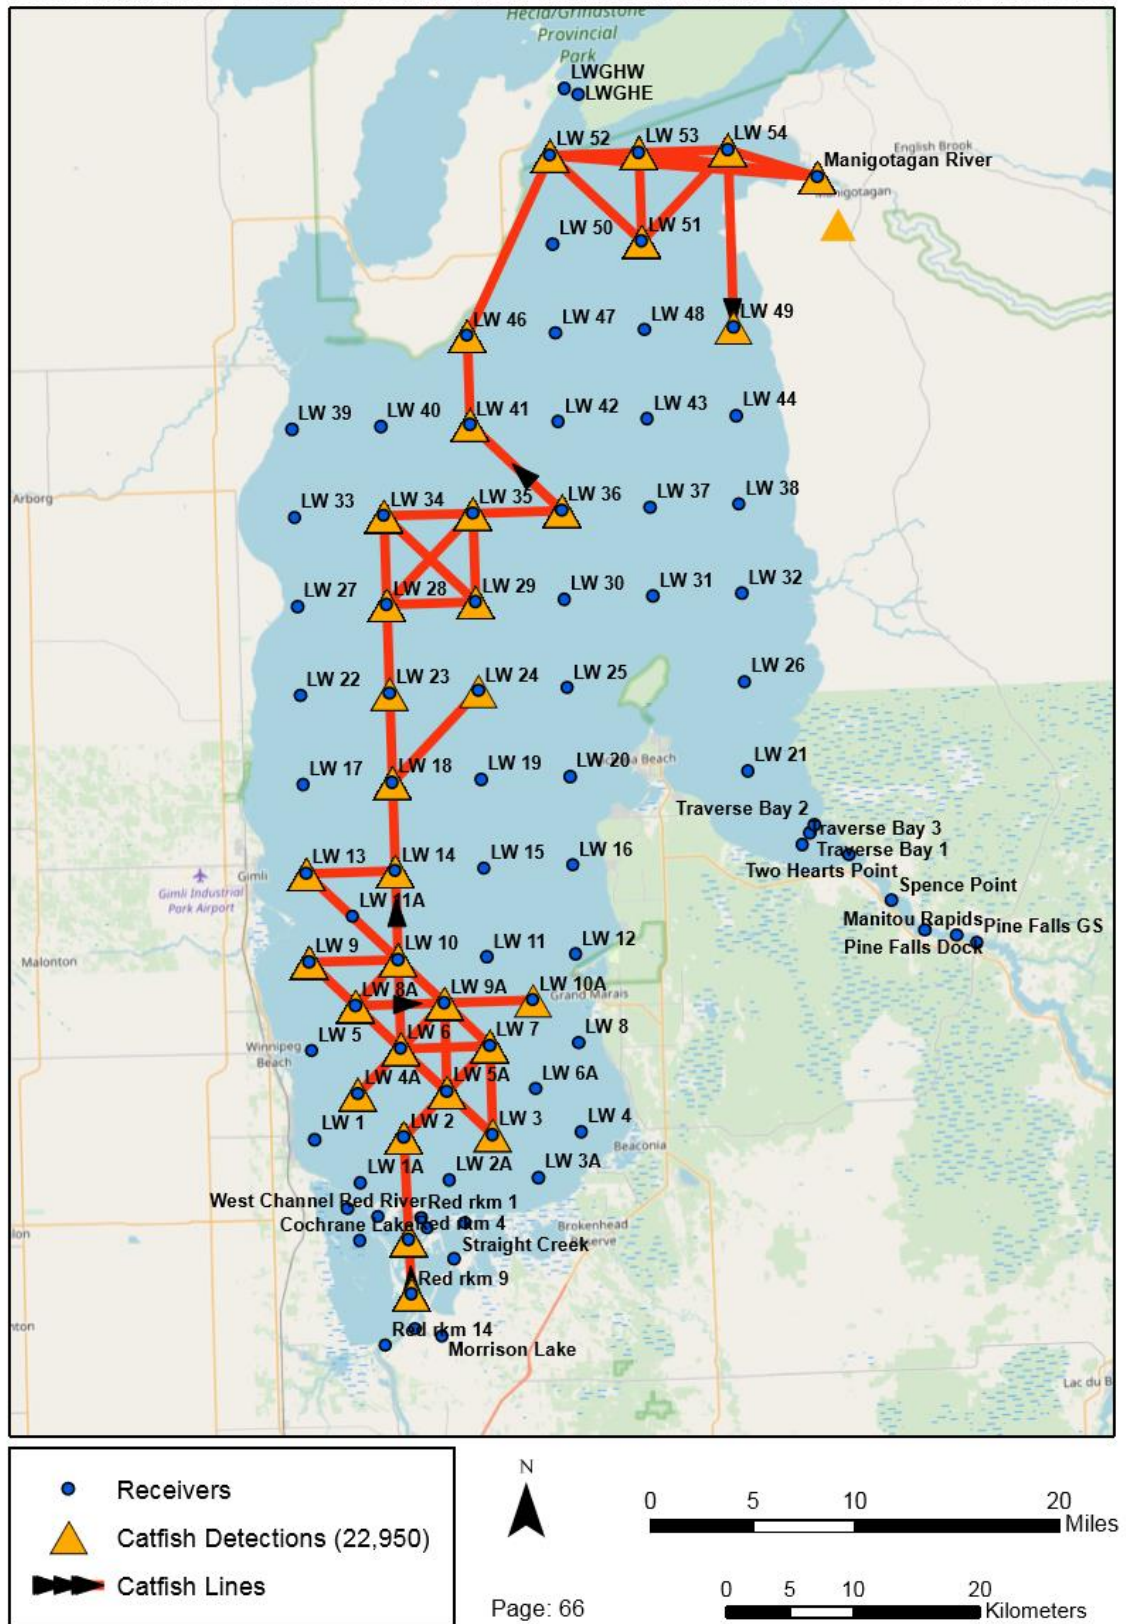 Hecla/Grindstone
Provincial
Park
LWGHW
LWGHE
LW 52
LW 53
LW 54
English Brook
Manigotagan River
Manigotagan
LW 50
LW 51
LW 46
LW 47
LW 48
LW 49
LW 39
LW 40
LW 41
LW 42
LW 43
LW 44
Arborg
LW 33
LW 34
LW 35
LW 36
LW 37
LW 38
LW 27
LW 28
LW 29
LW 30
LW 31
LW 32
LW 22
LW 23
LW 24
LW 25
LW 26
LW 17
LW 18
LW 19
LW 20
Beach
LW 21
Traverse Bay 2
Traverse Bay 3
Traverse Bay 1
Two Hearts Point
LW 13
LW 14
LW 15
LW 16
Gimli
Gimli Industrial
Park Airport
LW 11A
Spence Point
Manitou Rapids
Pine Falls GS
Pine Falls Dock
Malonton
LW 9
LW 10
LW 11
LW 12
LW 8A
LW 9A
LW 10A
Grand Marais
Winnipeg
Beach
LW 5
LW 6
LW 7
LW 8
LW 4A
LW 5A
LW 6A
LW 1
LW 2
LW 3
LW 4
Beaconia
LW 1A
LW 2A
LW 3A
West Channel Red River
Red rkm 1
Cochrane Lake
Red rkm 4
Brokenhead
Reserve
Straight Creek
Red rkm 9
Red rkm 14
Morrison Lake
Lac du B
Receivers
Catfish Detections (22,950)
Catfish Lines
N
0 5 10 20
Miles
0 5 10 20
Kilometers
Page: 66